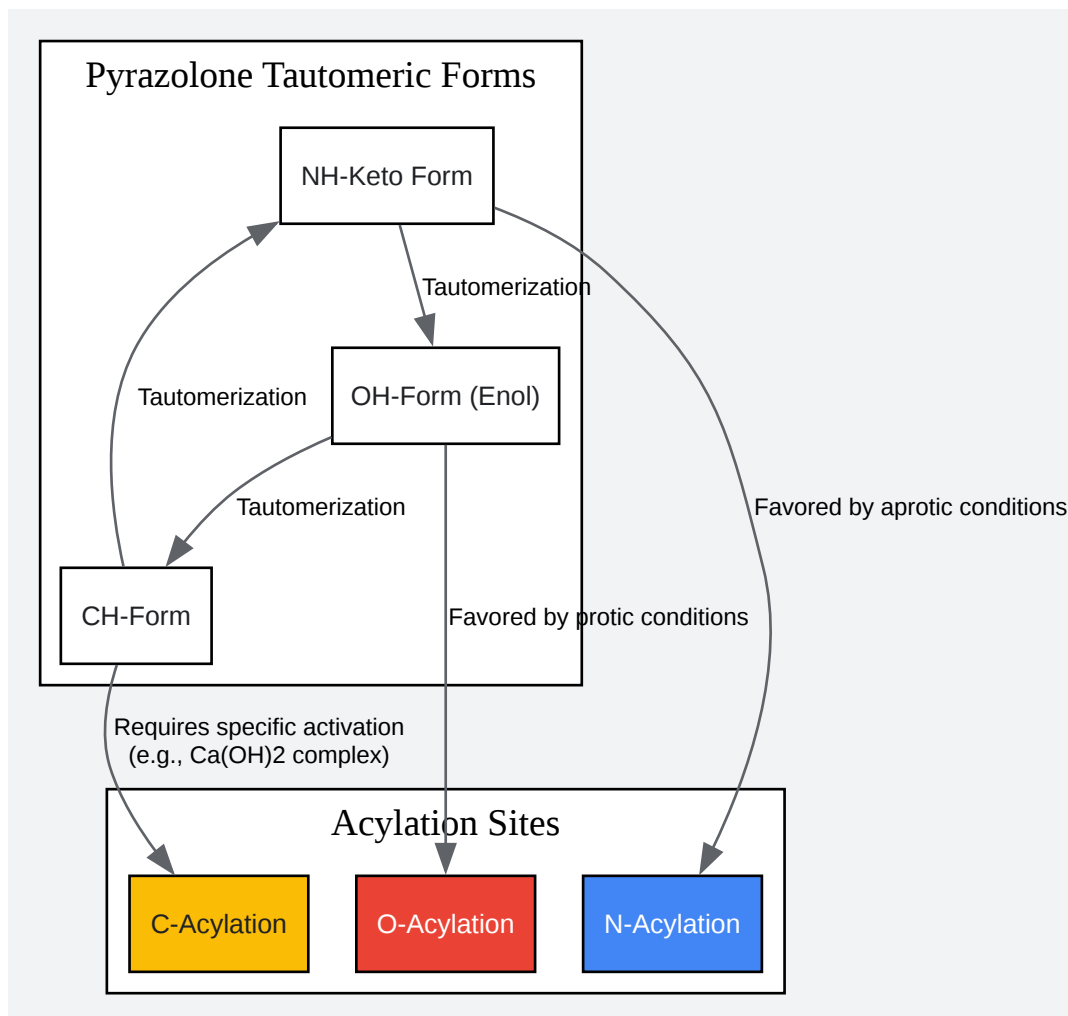 Pyrazolone Tautomeric Forms
NH-Keto Form
Tautomerization
OH-Form (Enol)
Tautomerization
Tautomerization
Favored by aprotic conditions
CH-Form
Favored by protic conditions
Requires specific activation
(e.g., Ca(OH)2 complex)
Acylation Sites
C-Acylation
O-Acylation
N-Acylation